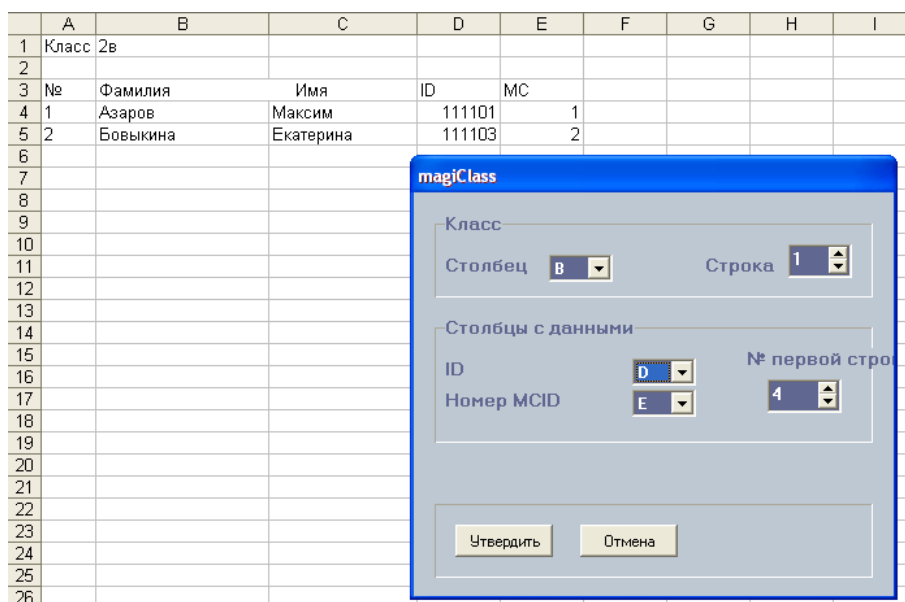 A B C D E F G H I
1 Класс 2в
2
3 № Фамилия Имя ID МС
4 1 Азаров Максим 111101 1
5 2 Бовыкина Екатерина 111103 2
6
7
8
9
10
11
12
13
14
15
16
17
18
19
20
21
22
23
24
25
26
magiClass
Класс
Столбец B Строка 1
Столбцы с данными
№ первой стро
ID D
4
Номер MCID E
Утвердить Отмена